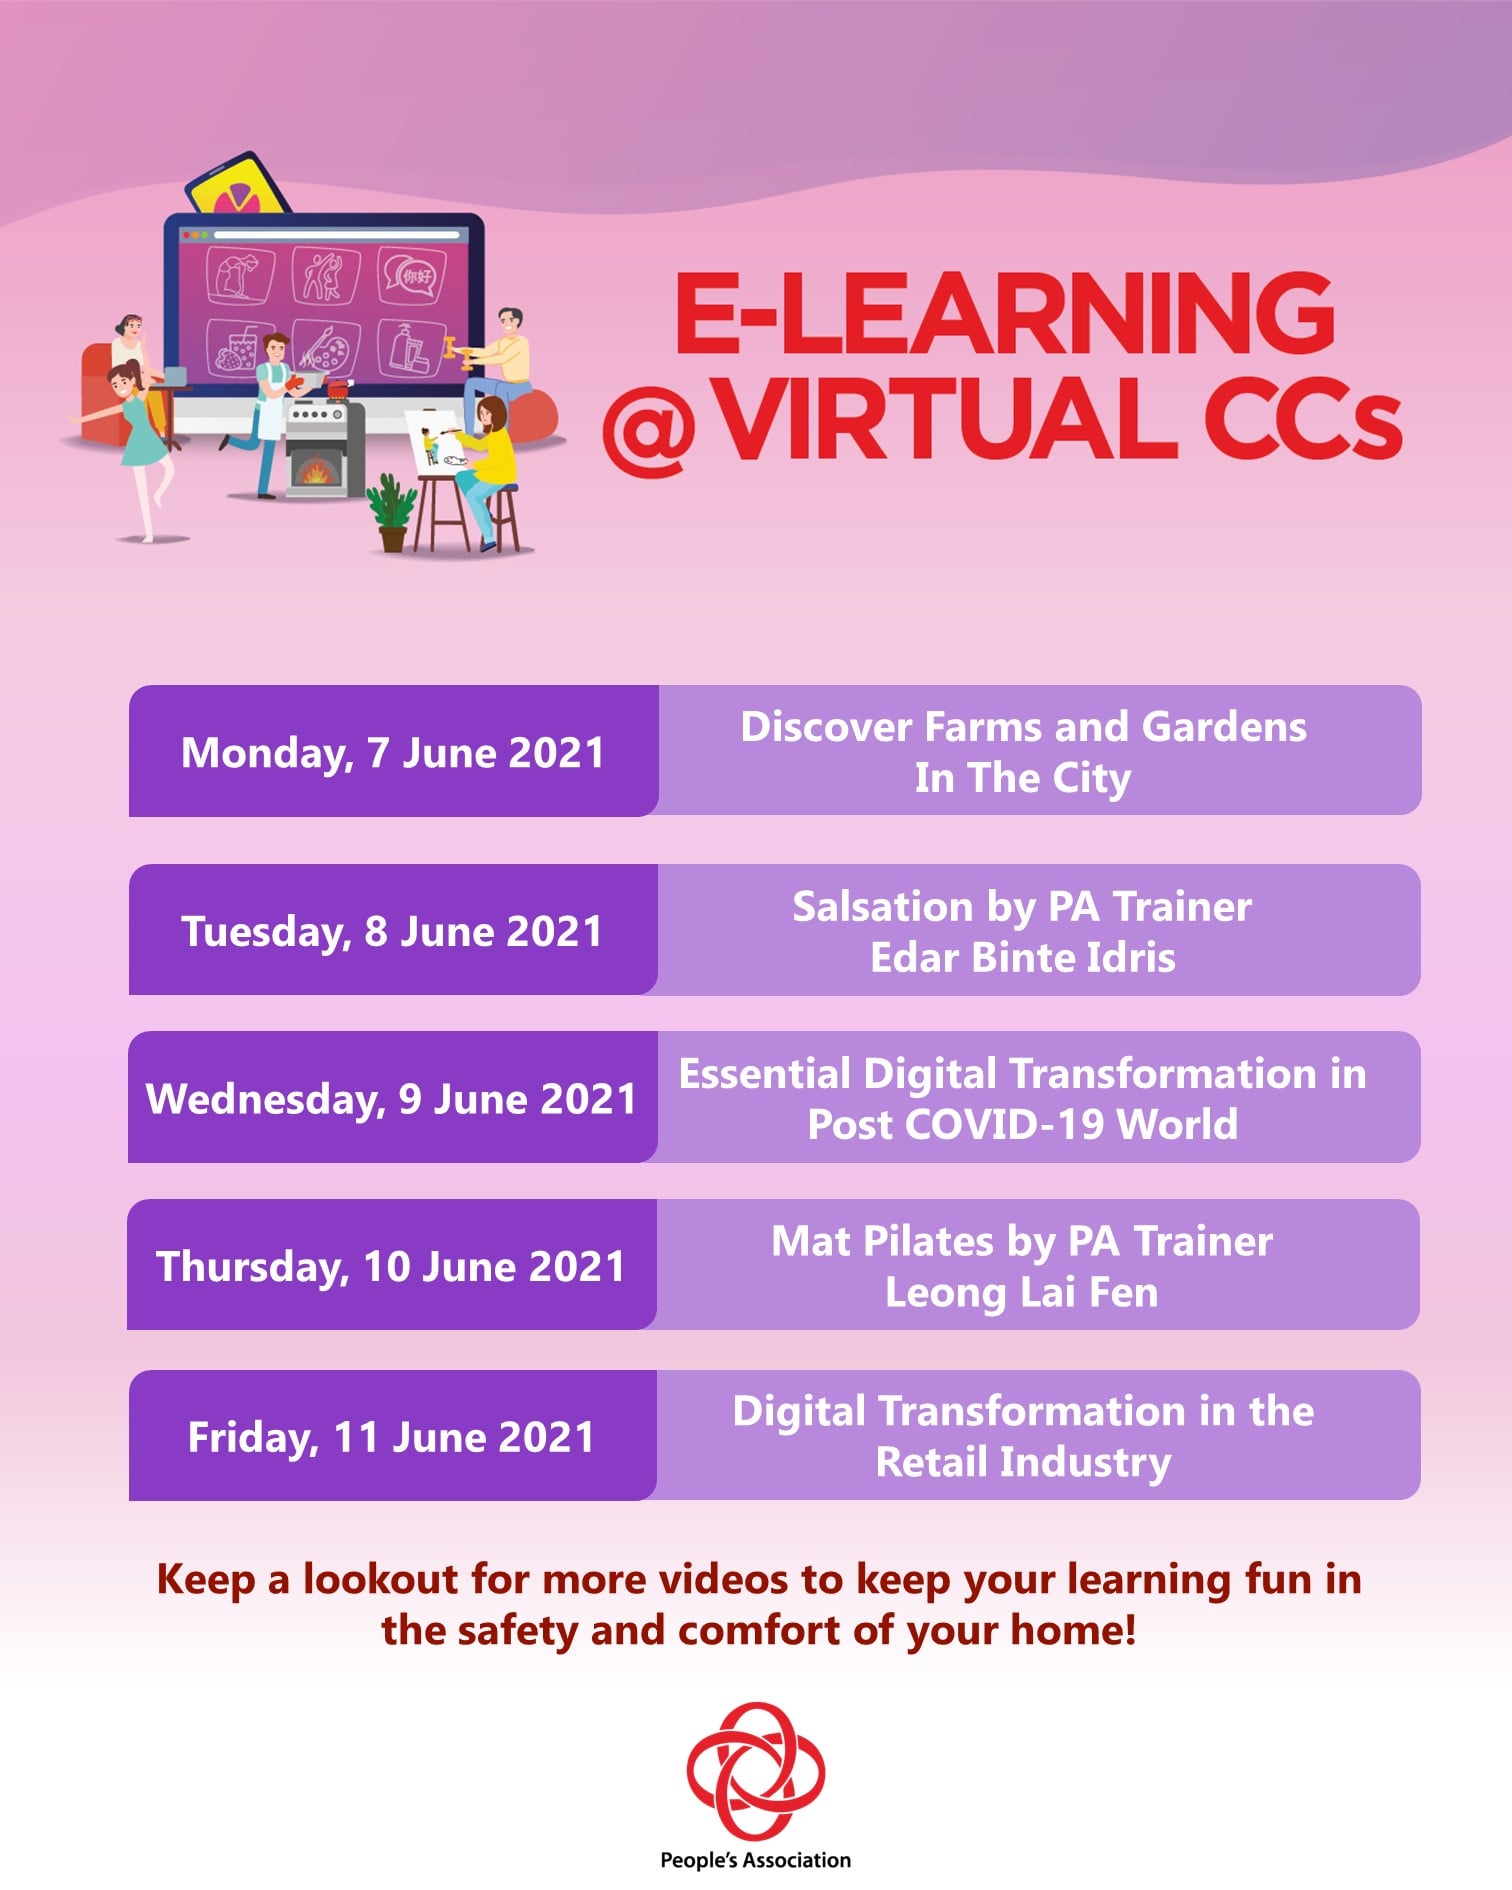 你好
E-LEARNING
@ VIRTUAL CCs
Monday, 7 June 2021
Discover Farms and Gardens
In The City
Tuesday, 8 June 2021
Salsation by PA Trainer
Edar Binte Idris
Wednesday, 9 June 2021
Essential Digital Transformation in
Post COVID-19 World
Thursday, 10 June 2021
Mat Pilates by PA Trainer
Leong Lai Fen
Friday, 11 June 2021
Digital Transformation in the
Retail Industry
Keep a lookout for more videos to keep your learning fun in
the safety and comfort of your home!
People's Association